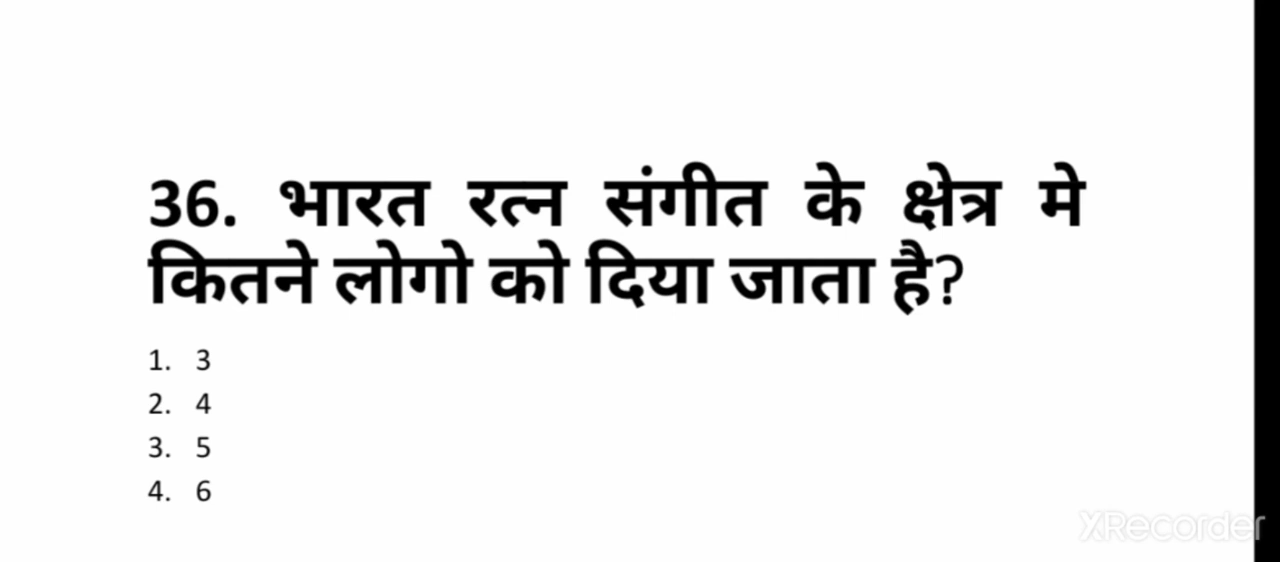 36. भारत रत्न संगीत के क्षेत्र मे
कितने लोगो को दिया जाता है?
1. 3
2. 4
3. 5
4. 6
XRecorder